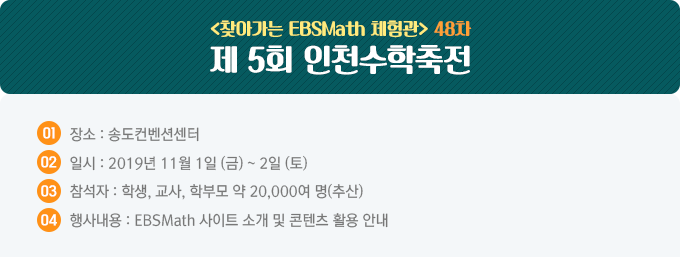 <찾아가는 EBSMath 체험관> 48차
제 5회 인천수학축전
01 장소 : 송도컨벤션센터
02 일시 : 2019년 11월 1일 (금) ~ 2일 (토)
03 참석자 : 학생, 교사, 학부모 약 20,000여 명(추산)
04 행사내용 : EBSMath 사이트 소개 및 콘텐츠 활용 안내